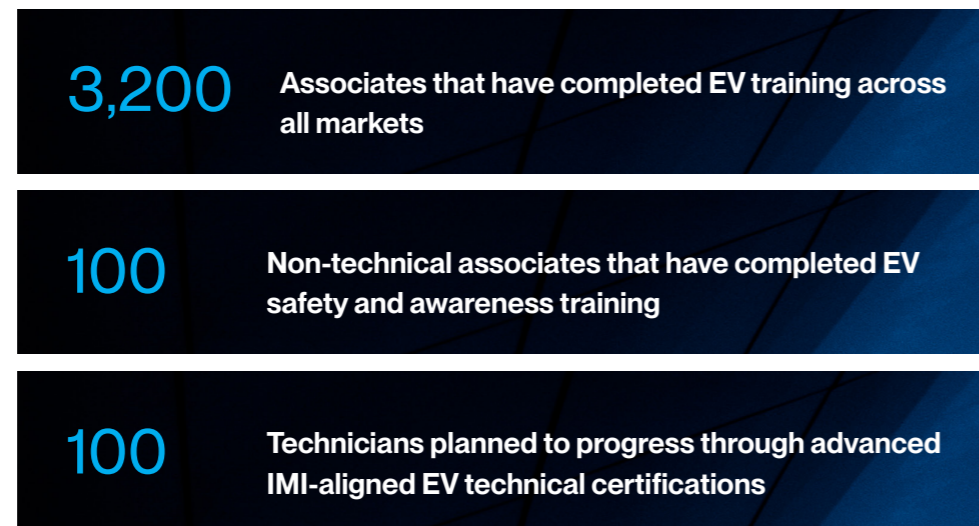 3,200
Associates that have completed EV training across
all markets
100
Non-technical associates that have completed EV
safety and awareness training
100
Technicians planned to progress through advanced
IMI-aligned EV technical certifications